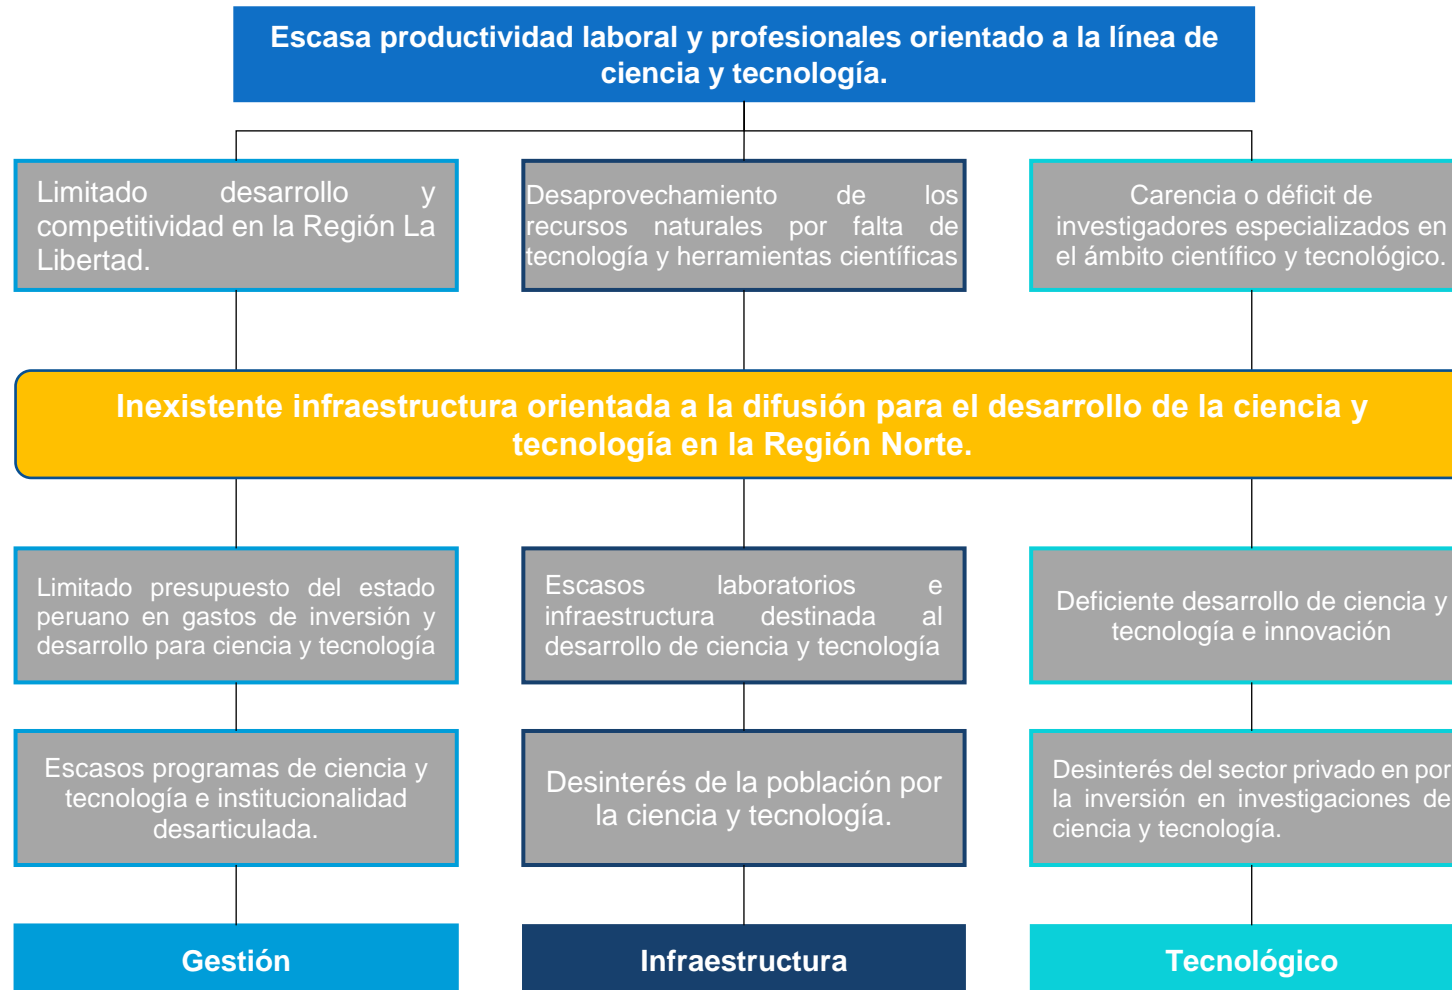 Escasa productividad laboral y profesionales orientado a la línea de
ciencia y tecnología.
Limitado desarrollo y
competitividad en la Región La
Libertad.
Desaprovechamiento de los
recursos naturales por falta de
tecnología y herramientas científicas
Carencia o déficit de
investigadores especializados en
el ámbito científico y tecnológico.
Inexistente infraestructura orientada a la difusión para el desarrollo de la ciencia y
tecnología en la Región Norte.
Limitado presupuesto del estado
peruano en gastos de inversión y
desarrollo para ciencia y tecnología
Escasos laboratorios e
infraestructura destinada al
desarrollo de ciencia y tecnología
Deficiente desarrollo de ciencia y
tecnología e innovación
Escasos programas de ciencia y
tecnología e institucionalidad
desarticulada.
Desinterés de la población por
la ciencia y tecnología.
Desinterés del sector privado en por
la inversión en investigaciones de
ciencia y tecnología.
Gestión
Infraestructura
Tecnológico